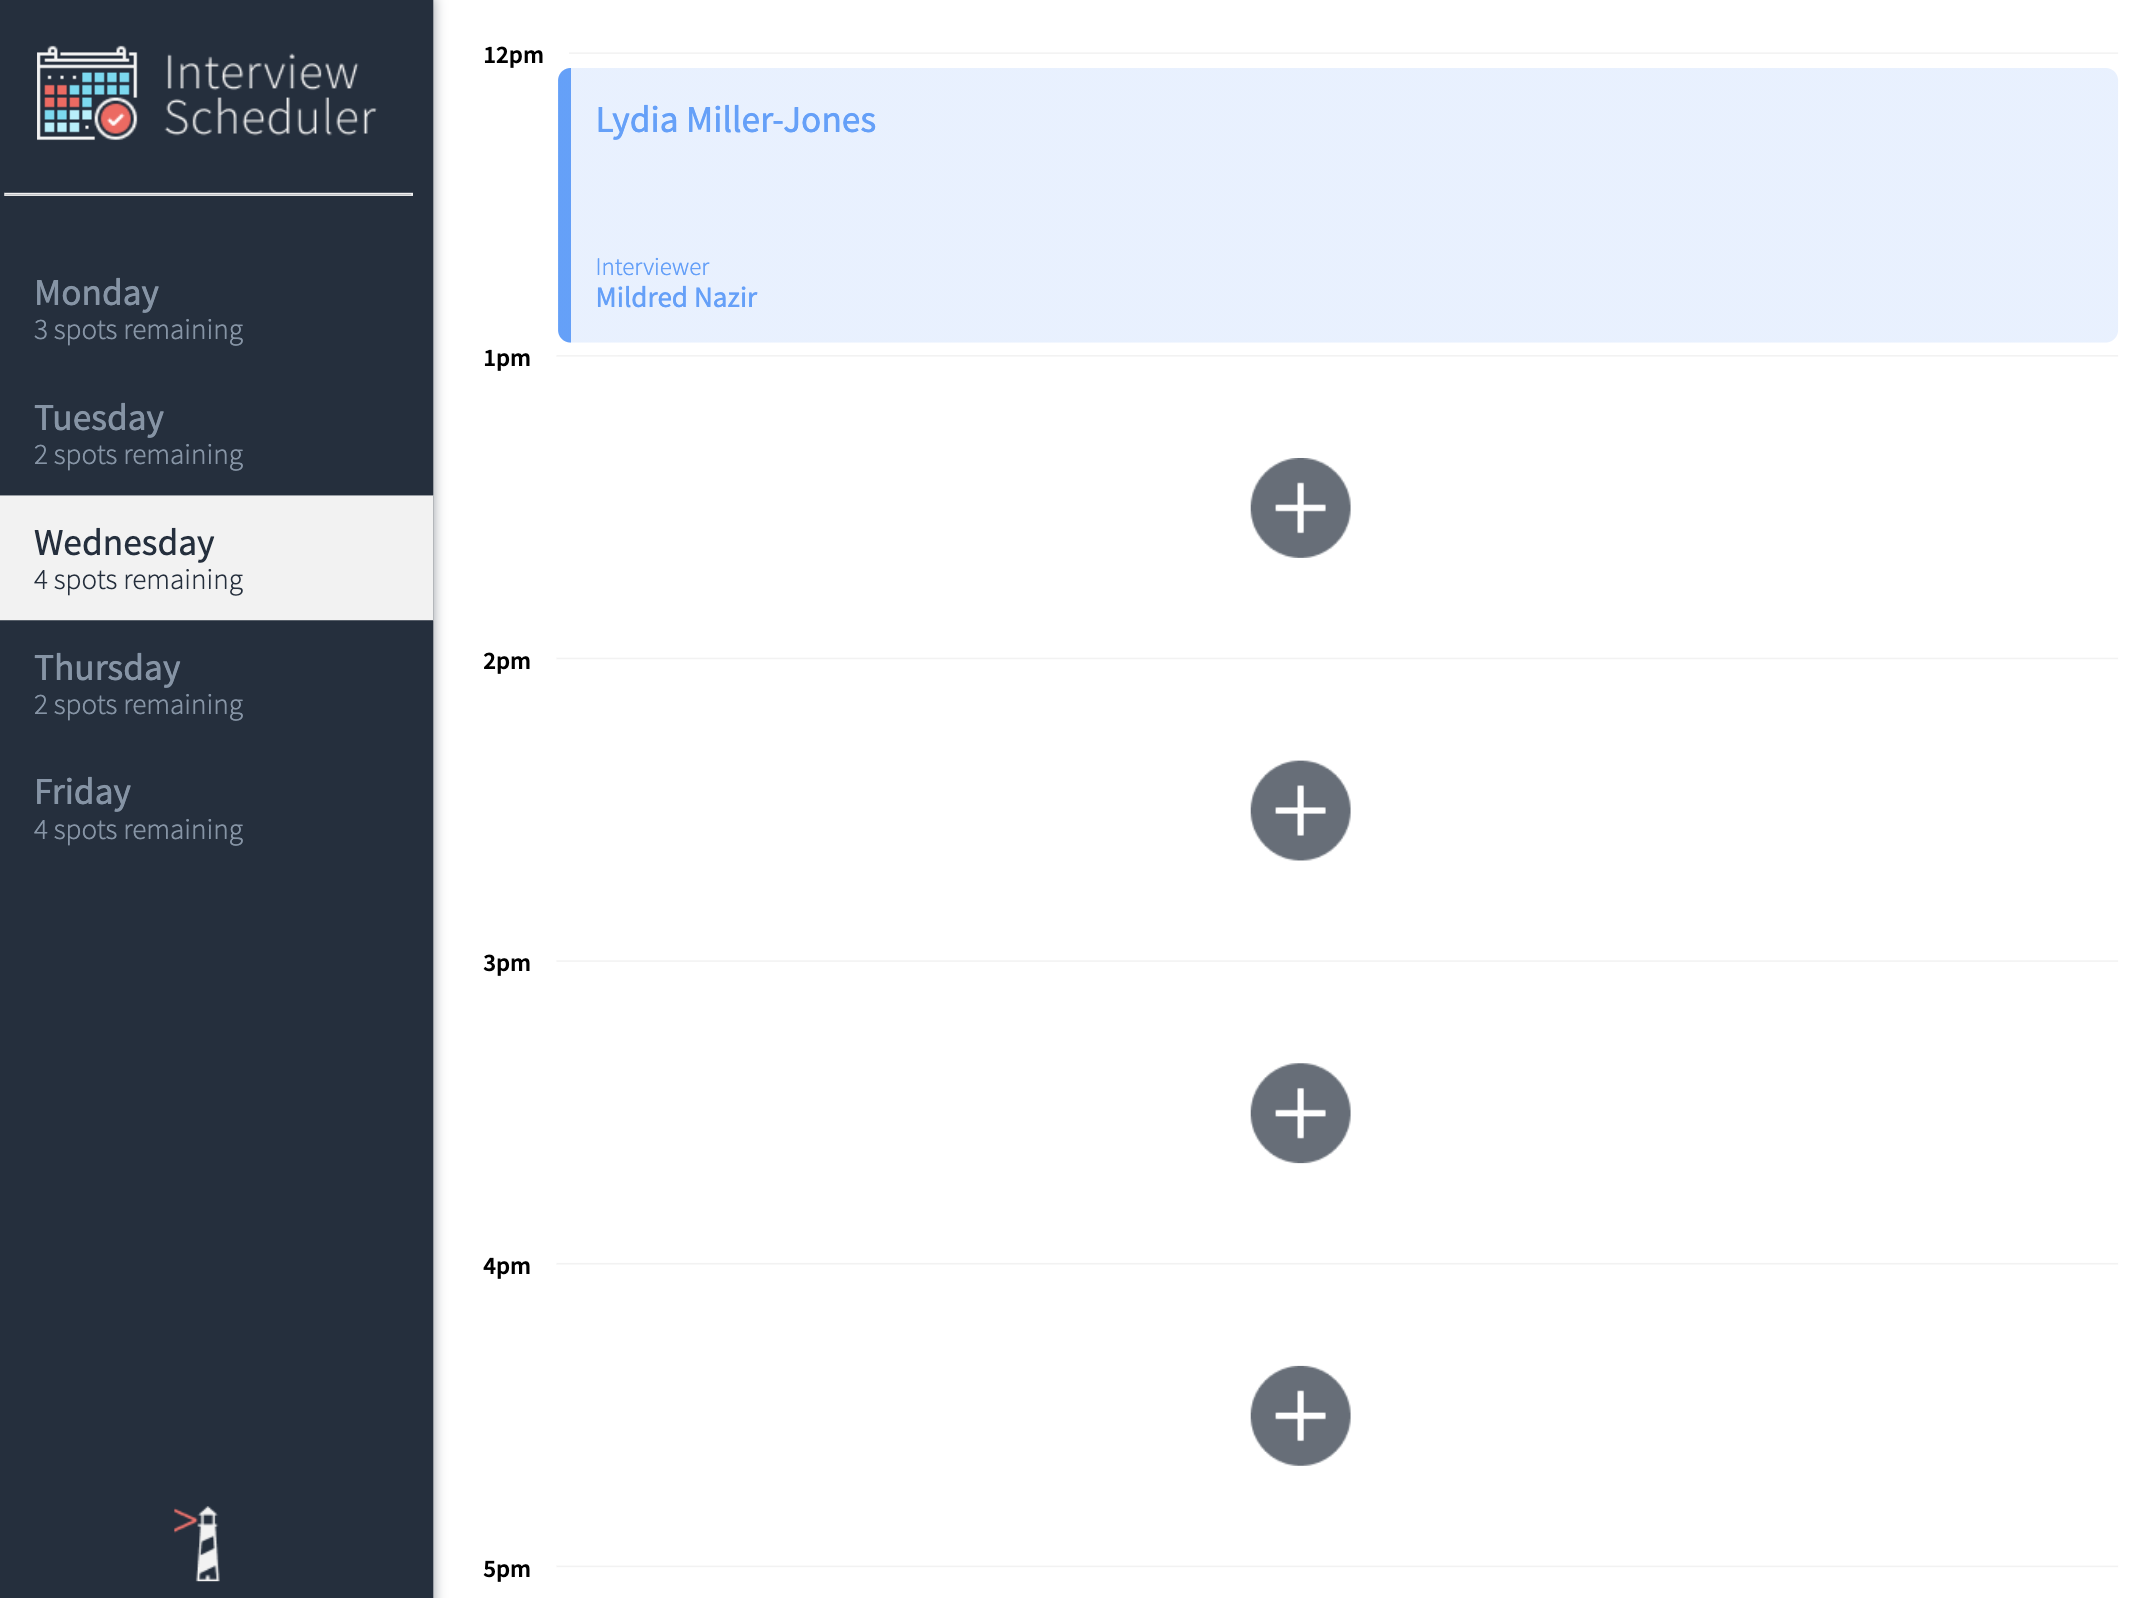 Interview
Scheduler
Monday
3 spots remaining
Tuesday
2 spots remaining
Wednesday
4 spots remaining
Thursday
2 spots remaining
Friday
4 spots remaining
12pm
Lydia Miller-Jones
Interviewer
Mildred Nazir
1pm
2pm
3pm
4pm
5pm